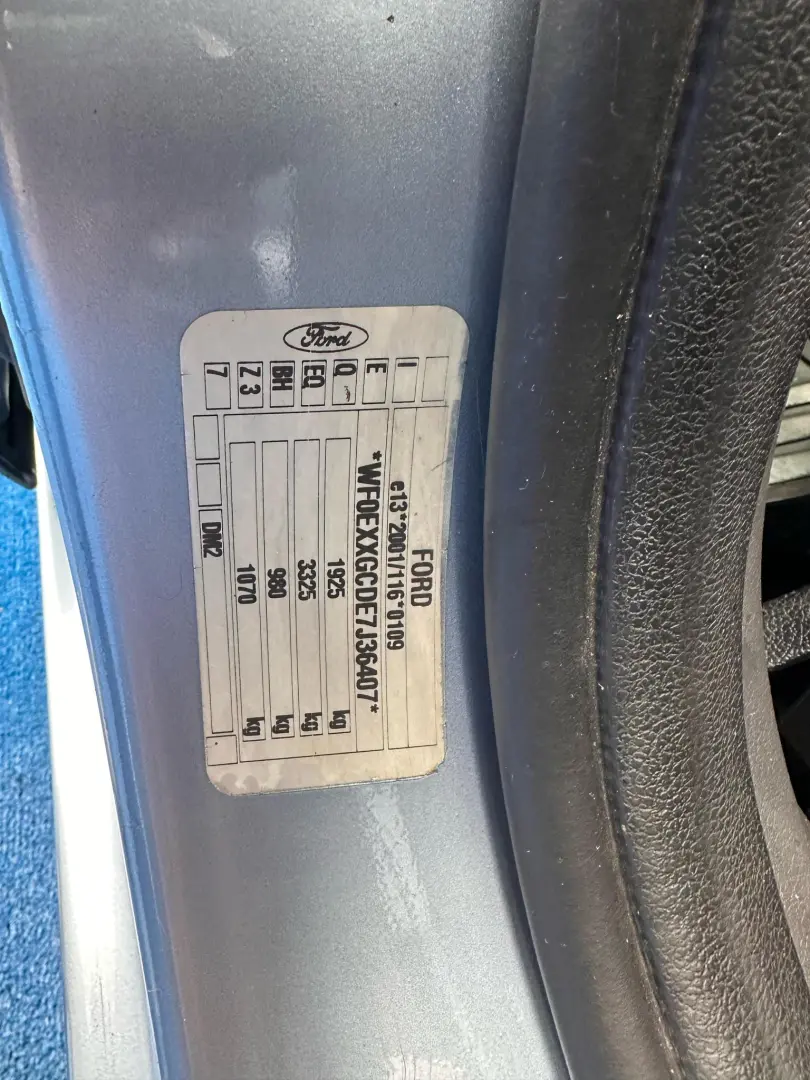 Ford
FORD
I e13*2001/116*0109
E *WF0EXXGCDE7J36407*
Q 1925 kg
EQ 3325 kg
BH 980 kg
Z 3 1070 kg
7 DM2